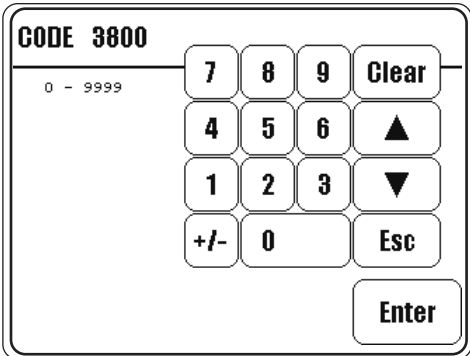 CODE 3800
0 - 9999
7 8 9 Clear
4 5 6 ▲
1 2 3 ▼
+/- 0 Esc
Enter